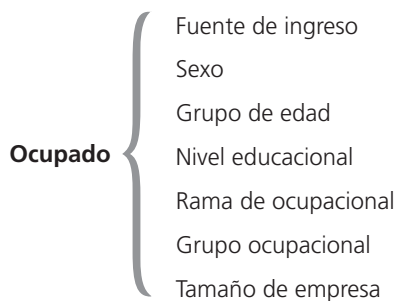 Fuente de ingreso
Sexo
Grupo de edad
Ocupado
Nivel educacional
Rama de ocupacional
Grupo ocupacional
Tamaño de empresa